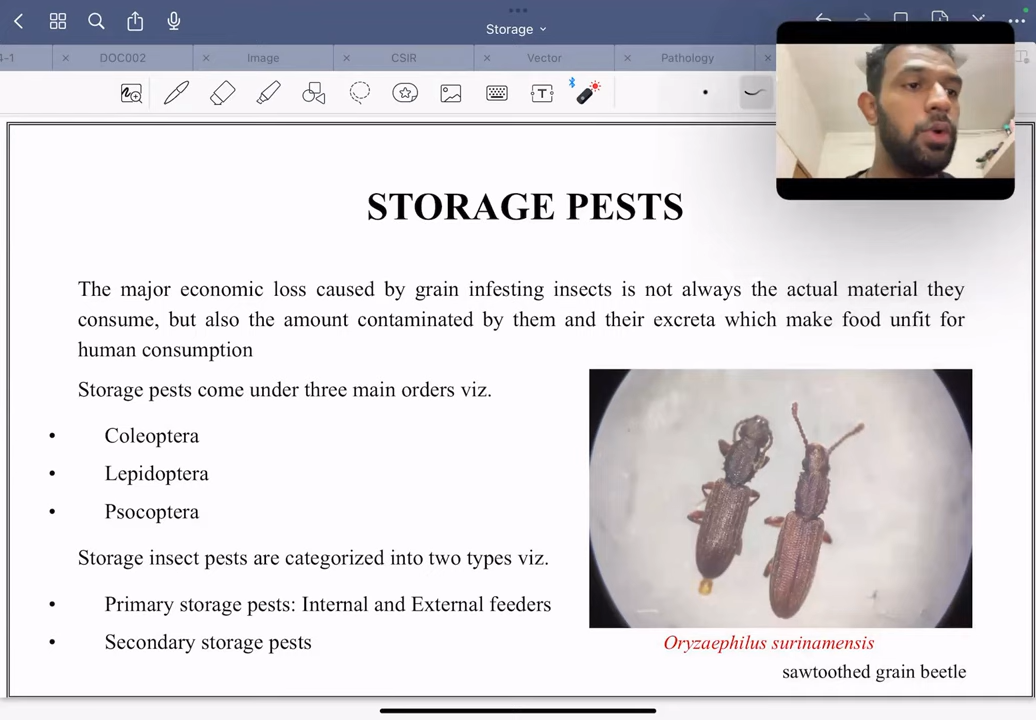 Storage
4-1
DOC002
Image
CSIR
Vector
Pathology
T
STORAGE PESTS
The major economic loss caused by grain infesting insects is not always the actual material they
consume, but also the amount contaminated by them and their excreta which make food unfit for
human consumption
Storage pests come under three main orders viz.
• Coleoptera
• Lepidoptera
• Psocoptera
Storage insect pests are categorized into two types viz.
• Primary storage pests: Internal and External feeders
• Secondary storage pests
Oryzaephilus surinamensis
sawtoothed grain beetle